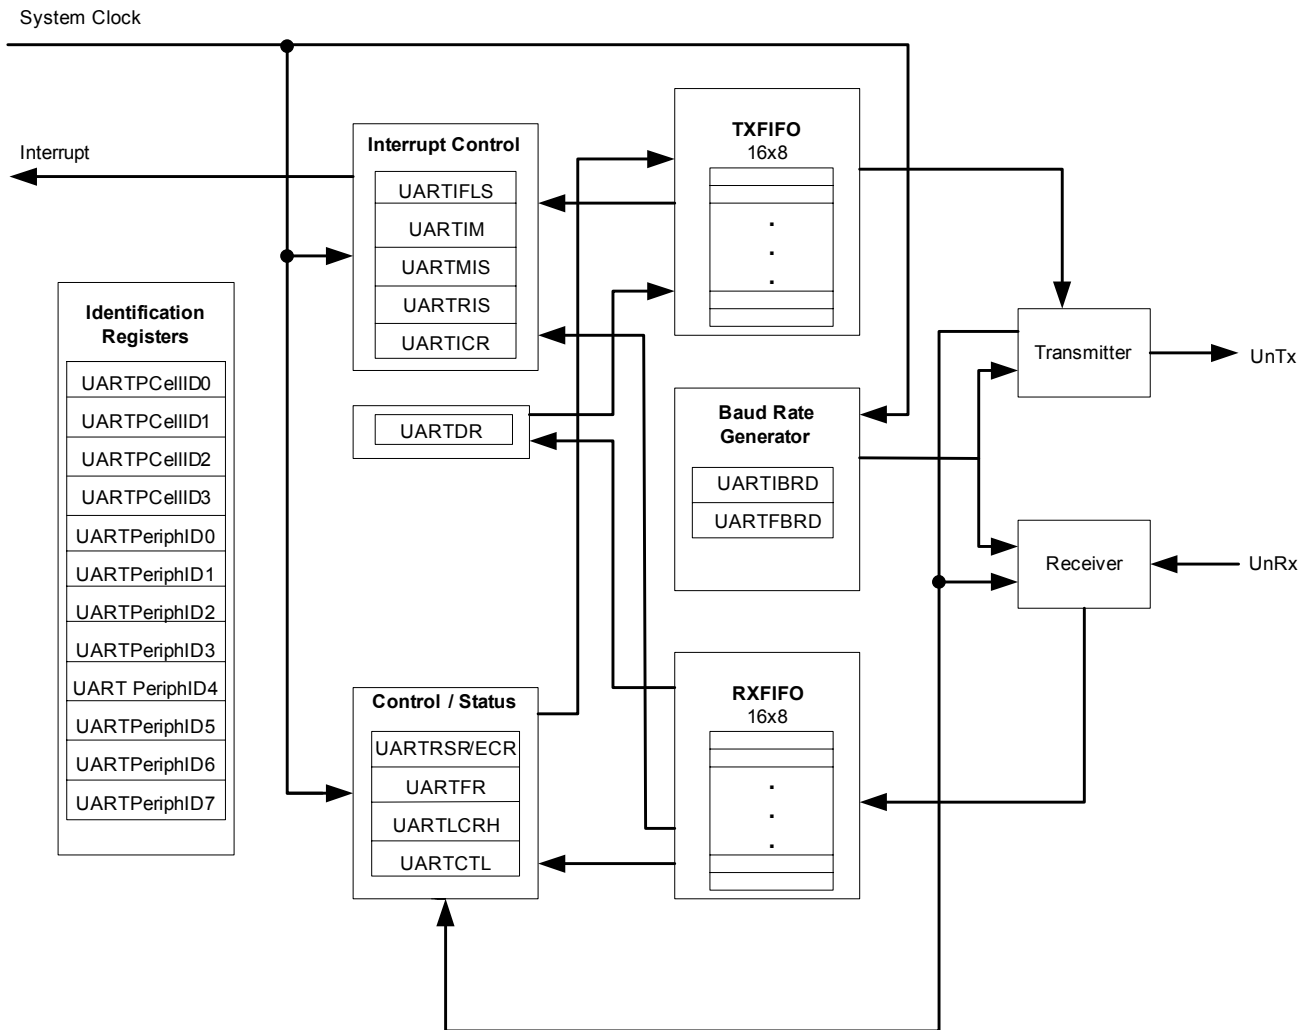 System Clock
Interrupt
Identification
Registers
UARTPCellID0
UARTPCellID1
UARTPCellID2
UARTPCellID3
UARTPeriphID0
UARTPeriphID1
UARTPeriphID2
UARTPeriphID3
UART PeriphID4
UARTPeriphID5
UARTPeriphID6
UARTPeriphID7
Interrupt Control
UARTIFLS
UARTIM
UARTMIS
UARTRIS
UARTICR
UARTDR
Control / Status
UARTRSR/ECR
UARTFR
UARTLCRH
UARTCTL
TXFIFO
16x8
.
.
.
Baud Rate
Generator
UARTIBRD
UARTFBRD
RXFIFO
16x8
.
.
.
Transmitter
UnTx
Receiver
UnRx